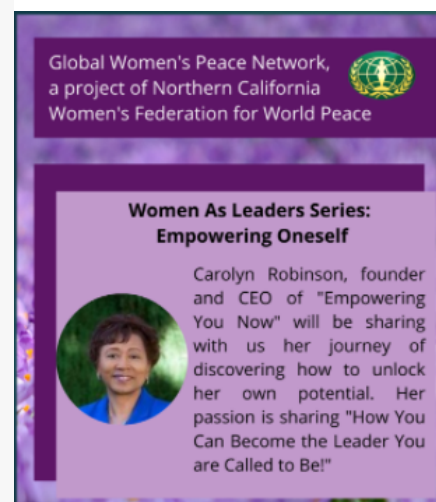 Global Women's Peace Network,
a project of Northern California
Women's Federation for World Peace
Women As Leaders Series:
Empowering Oneself
Carolyn Robinson, founder
and CEO of "Empowering
You Now" will be sharing
with us her journey of
discovering how to unlock
her own potential. Her
passion is sharing "How You
Can Become the Leader You
are Called to Be!"